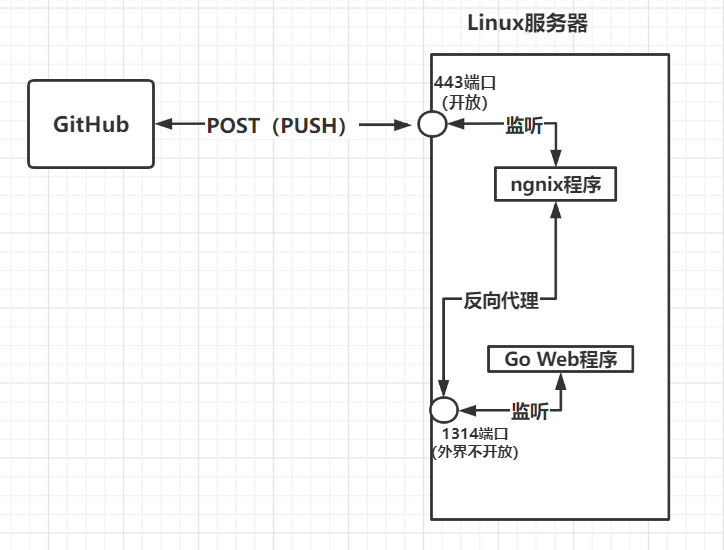 Linux服务器
443端口
(开放)
GitHub
POST（PUSH）
监听
ngnix程序
反向代理
Go Web程序
监听
1314端口
(外界不开放)